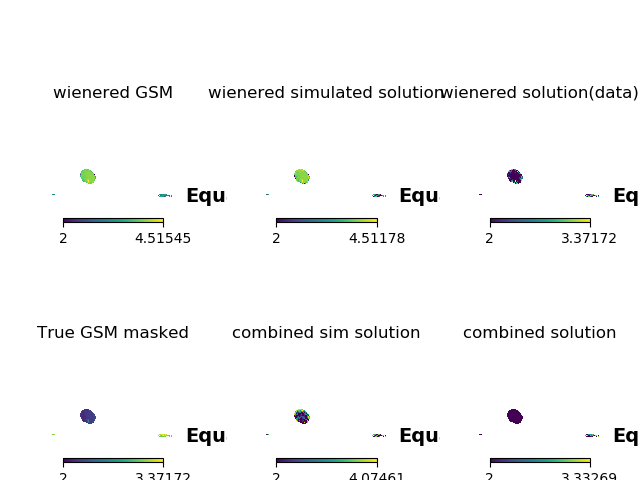 wienered GSM
wienered simulated solution
wienered solution(data)
Equ
Equ
Eq
2 4.51545
2 4.51178
2 3.37172
True GSM masked
combined sim solution
combined solution
Equ
Equ
Eq
2 3.37172
2 4.07461
2 3.33269